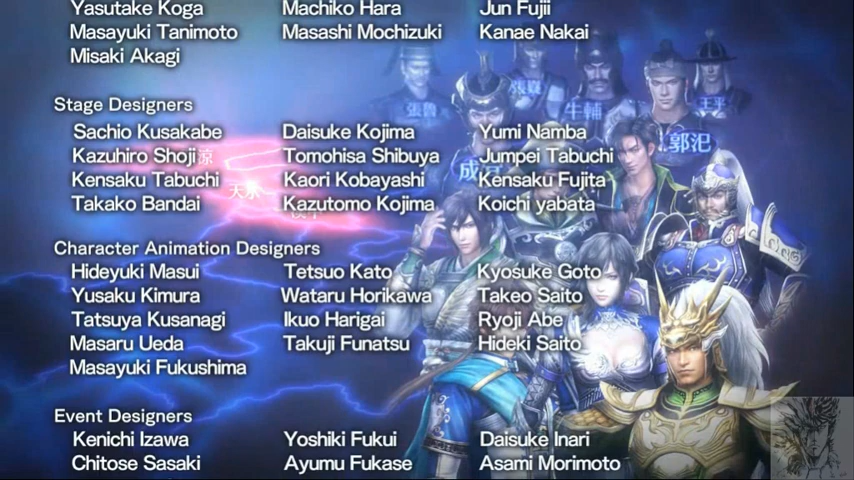 Yasutake Koga Machiko Hara Jun Fujii
Masayuki Tanimoto Masashi Mochizuki Kanae Nakai
Misaki Akagi
Stage Designers
Sachio Kusakabe Daisuke Kojima Yumi Namba
Kazuhiro Shoji Tomohisa Shibuya Jumpei Tabuchi
Kensaku Tabuchi Kaori Kobayashi Kensaku Fujita
Takako Bandai Kazutomo Kojima Koichi yabata
Character Animation Designers
Hideyuki Masui Tetsuo Kato Kyosuke Goto
Yusaku Kimura Wataru Horikawa Takeo Saito
Tatsuya Kusanagi Ikuo Harigai Ryoji Abe
Masaru Ueda Takuji Funatsu Hideki Saito
Masayuki Fukushima
Event Designers
Kenichi Izawa Yoshiki Fukui Daisuke Inari
Chitose Sasaki Ayumu Fukase Asami Morimoto
張魯
牛輔
王平
郭汜
涼
天水